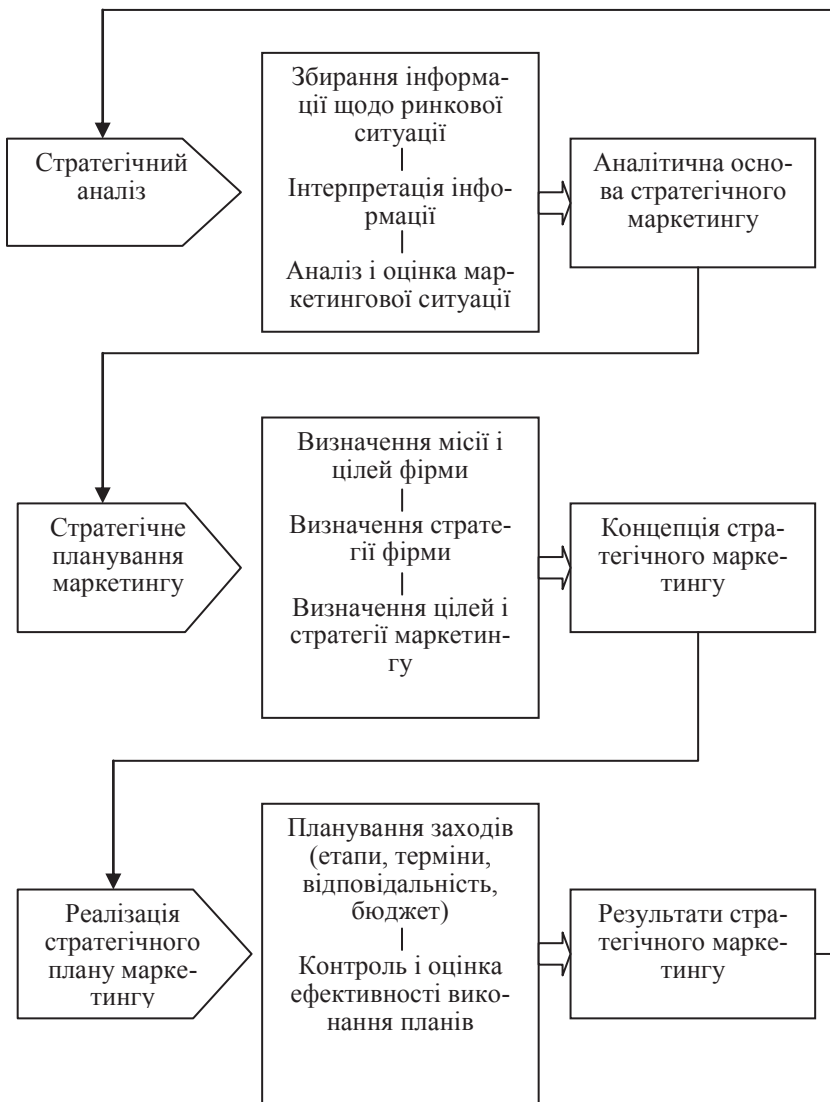 Стратегічний
аналіз
Збирання інформа-
ції щодо ринкової
ситуації
Інтерпретація інфо-
рмації
Аналіз і оцінка мар-
кетингової ситуації
Аналітична осно-
ва стратегічного
маркетингу
Стратегічне
планування
маркетингу
Визначення місії і
цілей фірми
Визначення страте-
гії фірми
Визначення цілей і
стратегії маркетин-
гу
Концепція стра-
тегічного марке-
тингу
Реалізація
стратегічного
плану марке-
тингу
Планування заходів
(етапи, терміни,
відповідальність,
бюджет)
Контроль і оцінка
ефективності вико-
нання планів
Результати стра-
тегічного марке-
тингу